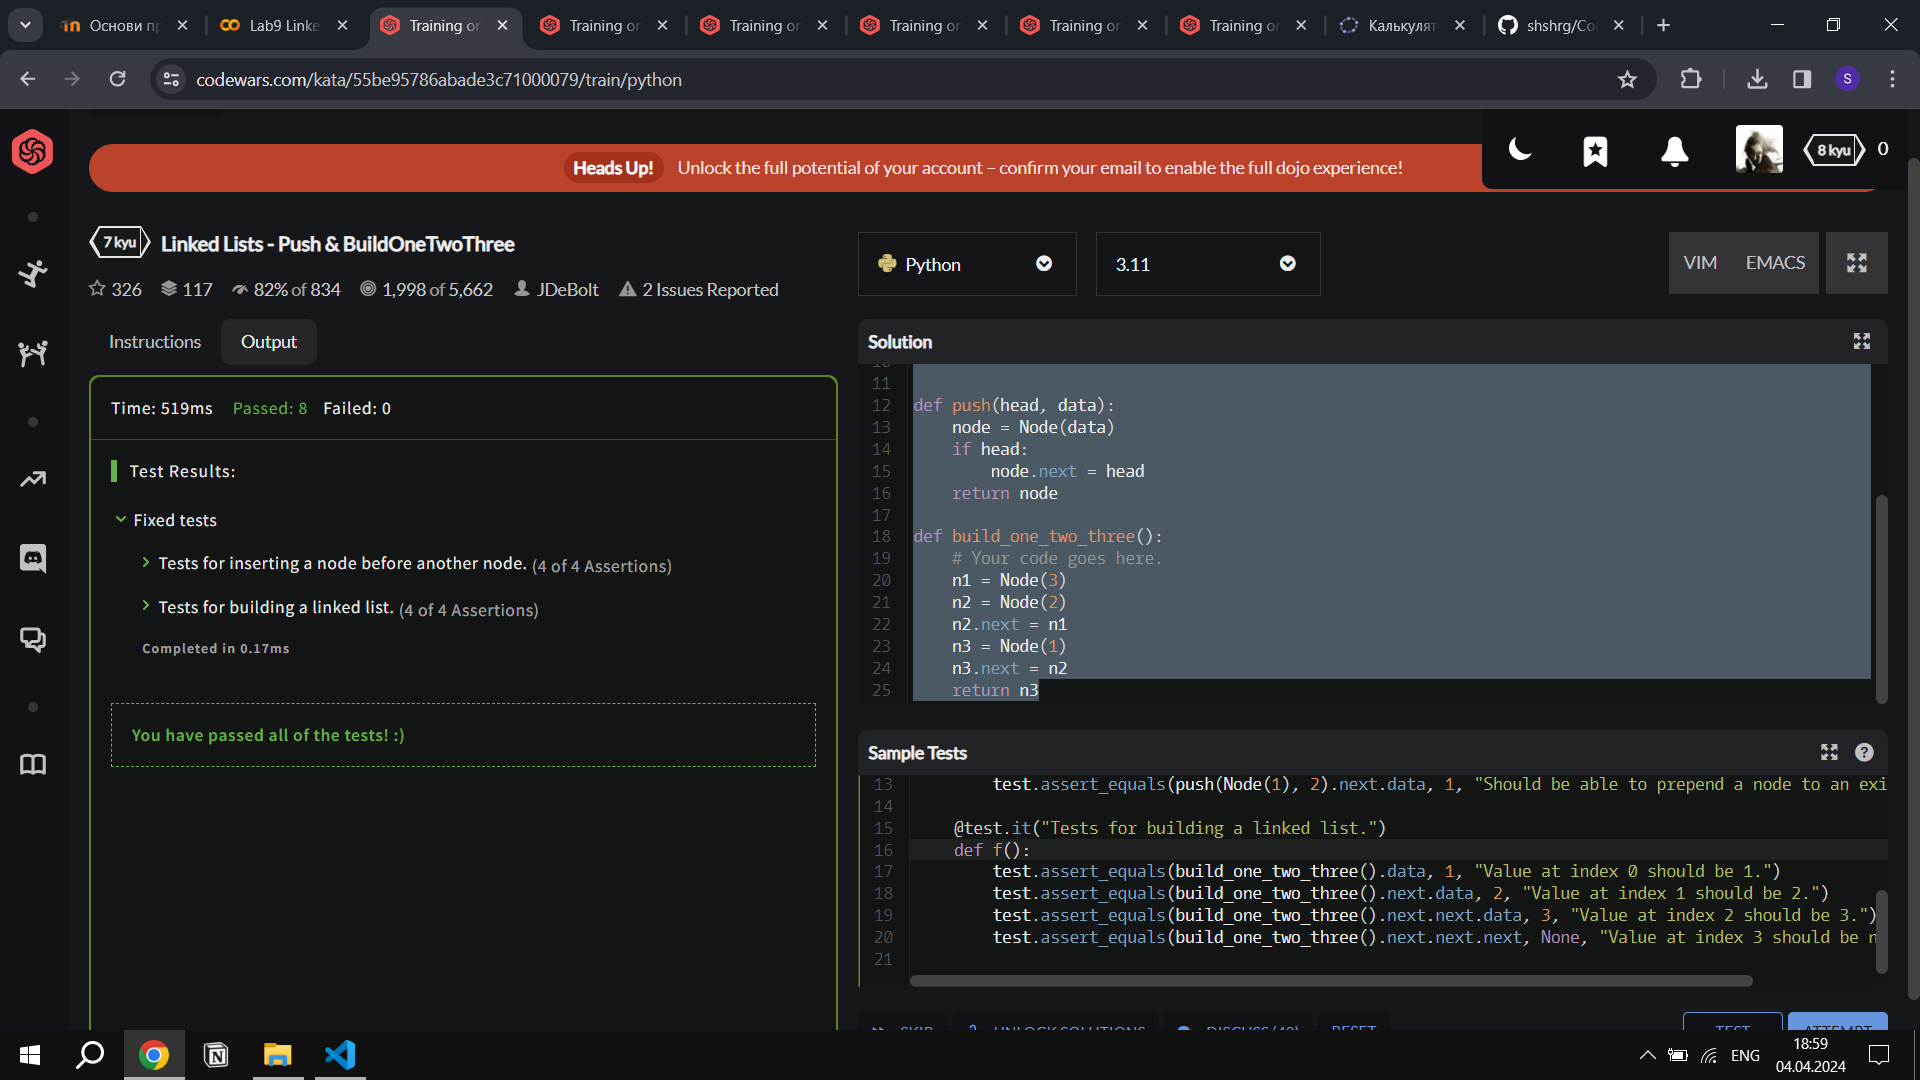 Основи пр
Lab9 Linke
Training on
Training or
Training or
Training or
Training or
Training or
Калькулят
shshrg/Co
codewars.com/kata/55be95786abade3c71000079/train/python
S
Heads Up! Unlock the full potential of your account – confirm your email to enable the full dojo experience!
8 kyu 0
7 kyu Linked Lists - Push & BuildOneTwoThree
326 117 82% of 834 1,998 of 5,662 JDeBolt 2 Issues Reported
Python
3.11
VIM EMACS
Instructions Output
Time: 519ms Passed: 8 Failed: 0
Test Results:
Fixed tests
Tests for inserting a node before another node. (4 of 4 Assertions)
Tests for building a linked list. (4 of 4 Assertions)
Completed in 0.17ms
You have passed all of the tests! :)
Solution
10
11
12 def push(head, data):
13 node = Node(data)
14 if head:
15 node.next = head
16 return node
17
18 def build_one_two_three():
19 # Your code goes here.
20 n1 = Node(3)
21 n2 = Node(2)
22 n2.next = n1
23 n3 = Node(1)
24 n3.next = n2
25 return n3
Sample Tests
13 test.assert_equals(push(Node(1), 2).next.data, 1, "Should be able to prepend a node to an exi
14
15 @test.it("Tests for building a linked list.")
16 def f():
17 test.assert_equals(build_one_two_three().data, 1, "Value at index 0 should be 1.")
18 test.assert_equals(build_one_two_three().next.data, 2, "Value at index 1 should be 2.")
19 test.assert_equals(build_one_two_three().next.next.data, 3, "Value at index 2 should be 3.")
20 test.assert_equals(build_one_two_three().next.next.next, None, "Value at index 3 should be n
21
SKIP UNLOCK SOLUTIONS DISCUSS (40) RESET TEST ATTEMPT
ENG
18:59
04.04.2024